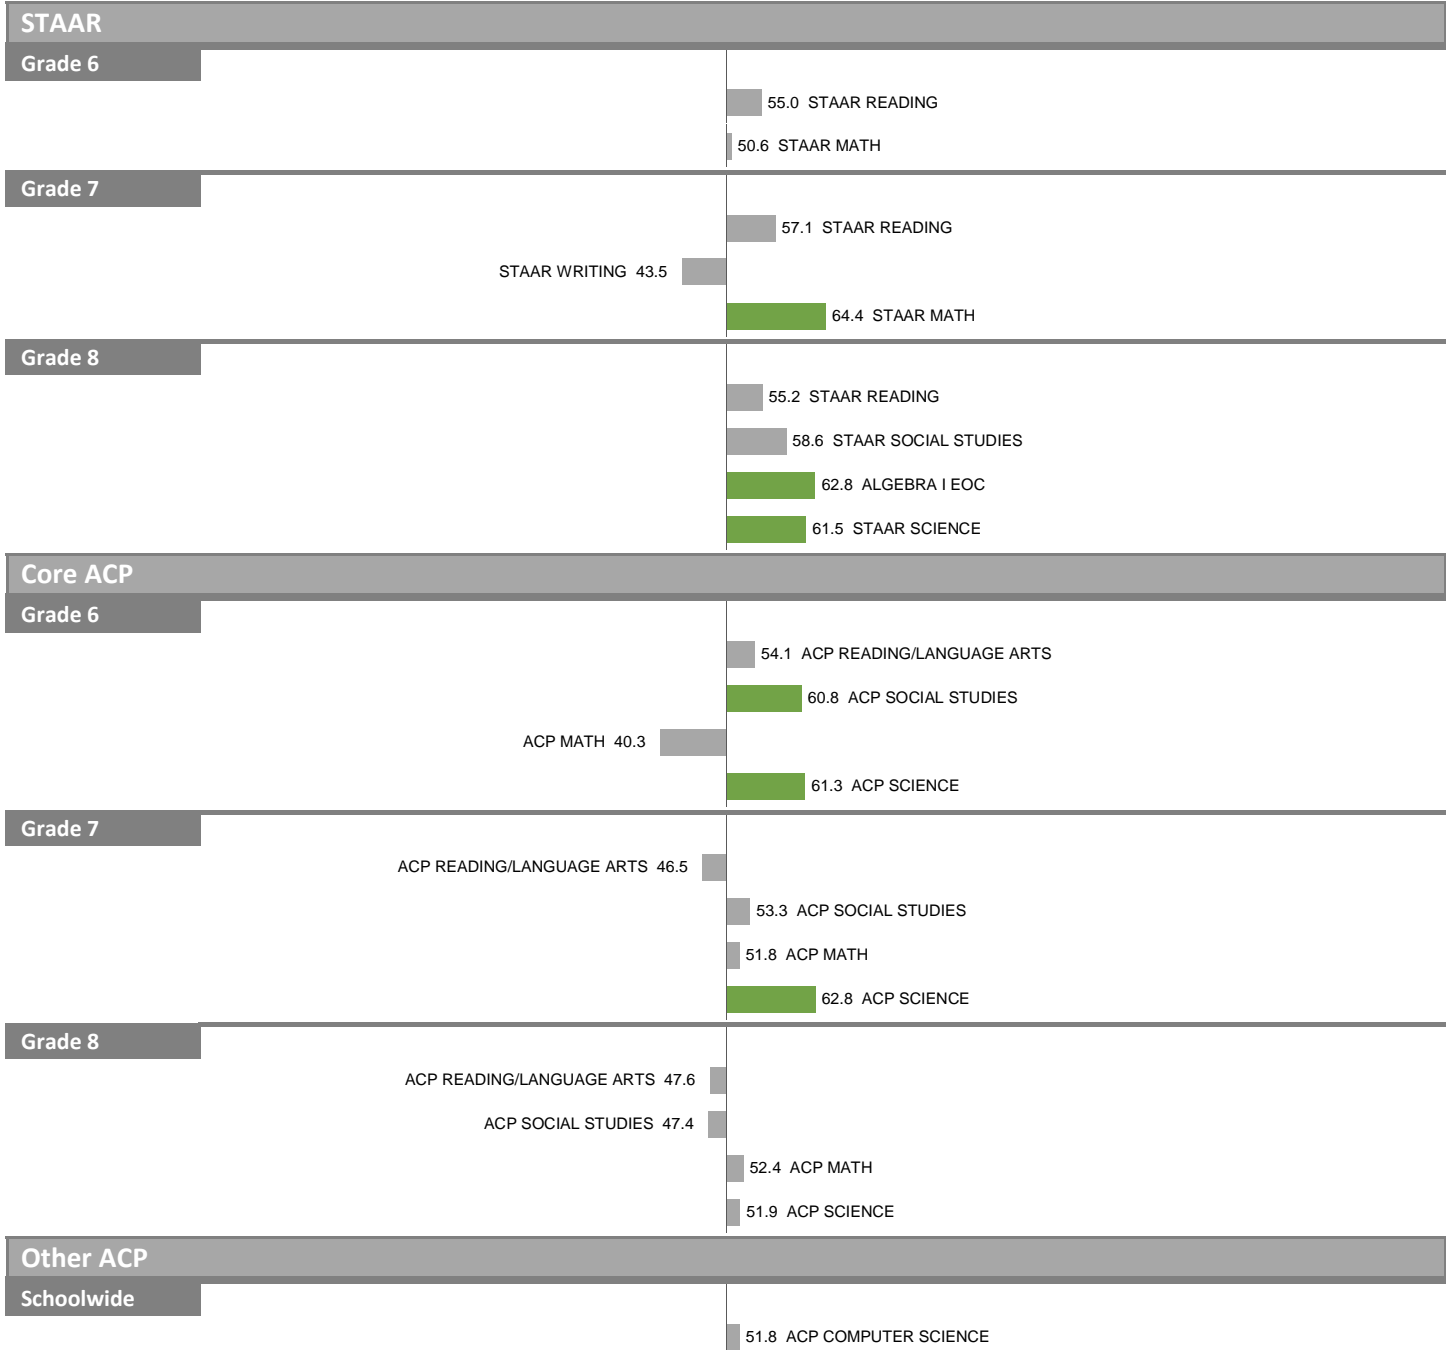 STAAR
Grade 6
55.0 STAAR READING
50.6 STAAR MATH
Grade 7
57.1 STAAR READING
STAAR WRITING 43.5
64.4 STAAR MATH
Grade 8
55.2 STAAR READING
58.6 STAAR SOCIAL STUDIES
62.8 ALGEBRA I EOC
61.5 STAAR SCIENCE
Core ACP
Grade 6
54.1 ACP READING/LANGUAGE ARTS
60.8 ACP SOCIAL STUDIES
ACP MATH 40.3
61.3 ACP SCIENCE
Grade 7
ACP READING/LANGUAGE ARTS 46.5
53.3 ACP SOCIAL STUDIES
51.8 ACP MATH
62.8 ACP SCIENCE
Grade 8
ACP READING/LANGUAGE ARTS 47.6
ACP SOCIAL STUDIES 47.4
52.4 ACP MATH
51.9 ACP SCIENCE
Other ACP
Schoolwide
51.8 ACP COMPUTER SCIENCE